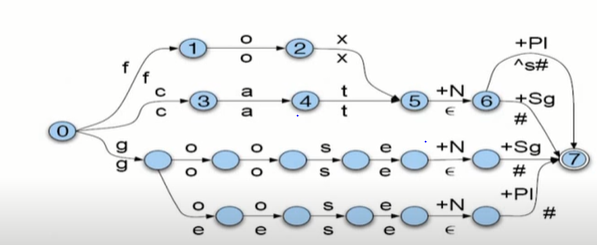 +Pl
o x
1 2
f o x ^s#
f
c a t +N +Sg
3 4 5 6
c a t ϵ #
0
g o o s e +N +Sg
7
g o o s e ϵ #
+Pl
o o s e +N
#
e e s e ϵ